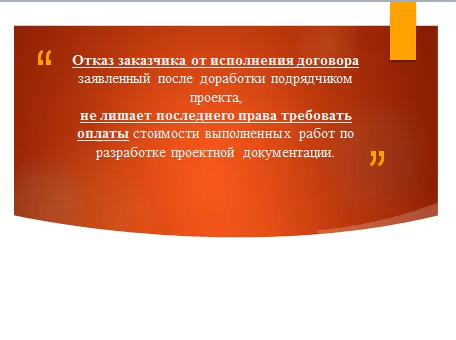 “
Отказ заказчика от исполнения договора
заявленный после доработки подрядчиком
проекта,
не лишает последнего права требовать
оплаты стоимости выполненных работ по
разработке проектной документации.
”